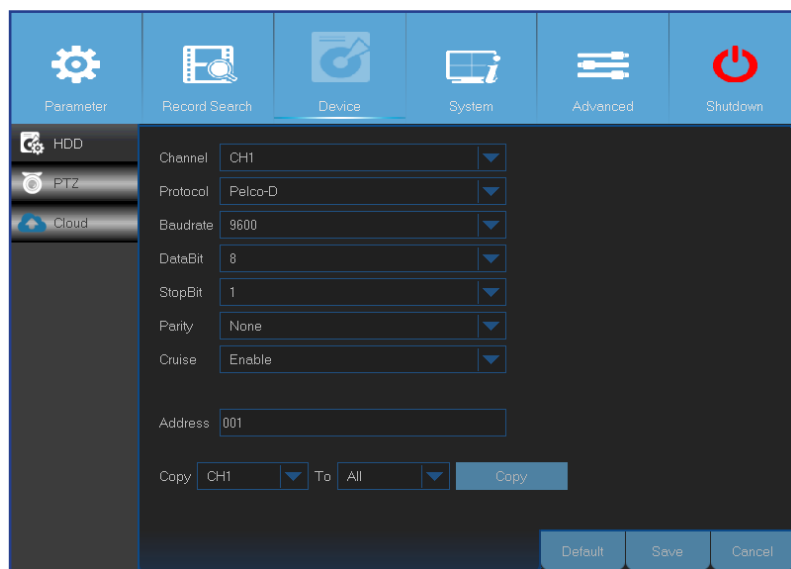 Parameter Record Search Device System Advanced Shutdown
HDD
PTZ
Cloud
Channel CH1
Protocol Pelco-D
Baudrate 9600
DataBit 8
StopBit 1
Parity None
Cruise Enable
Address 001
Copy CH1 To All Copy
Default Save Cancel